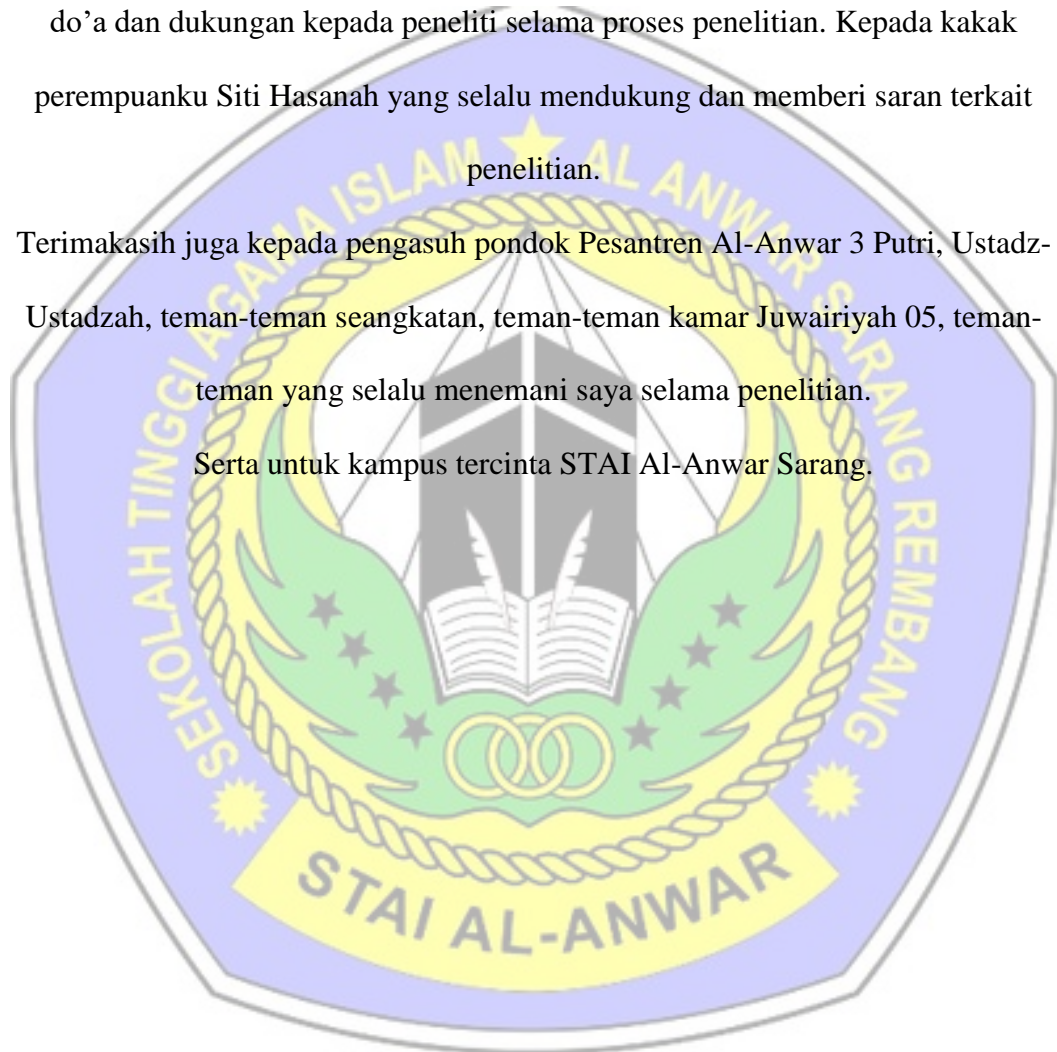 do’a dan dukungan kepada peneliti selama proses penelitian. Kepada kakak
perempuanku Siti Hasanah yang selalu mendukung dan memberi saran terkait
penelitian.
Terimakasih juga kepada pengasuh pondok Pesantren Al-Anwar 3 Putri, Ustadz-
Ustadzah, teman-teman seangkatan, teman-teman kamar Juwairiyah 05, teman-
teman yang selalu menemani saya selama penelitian.
Serta untuk kampus tercinta STAI Al-Anwar Sarang.
SEKOLAH TINGGI AGAMA ISLAM AL ANWAR SARANG REMBANG
STAI AL-ANWAR